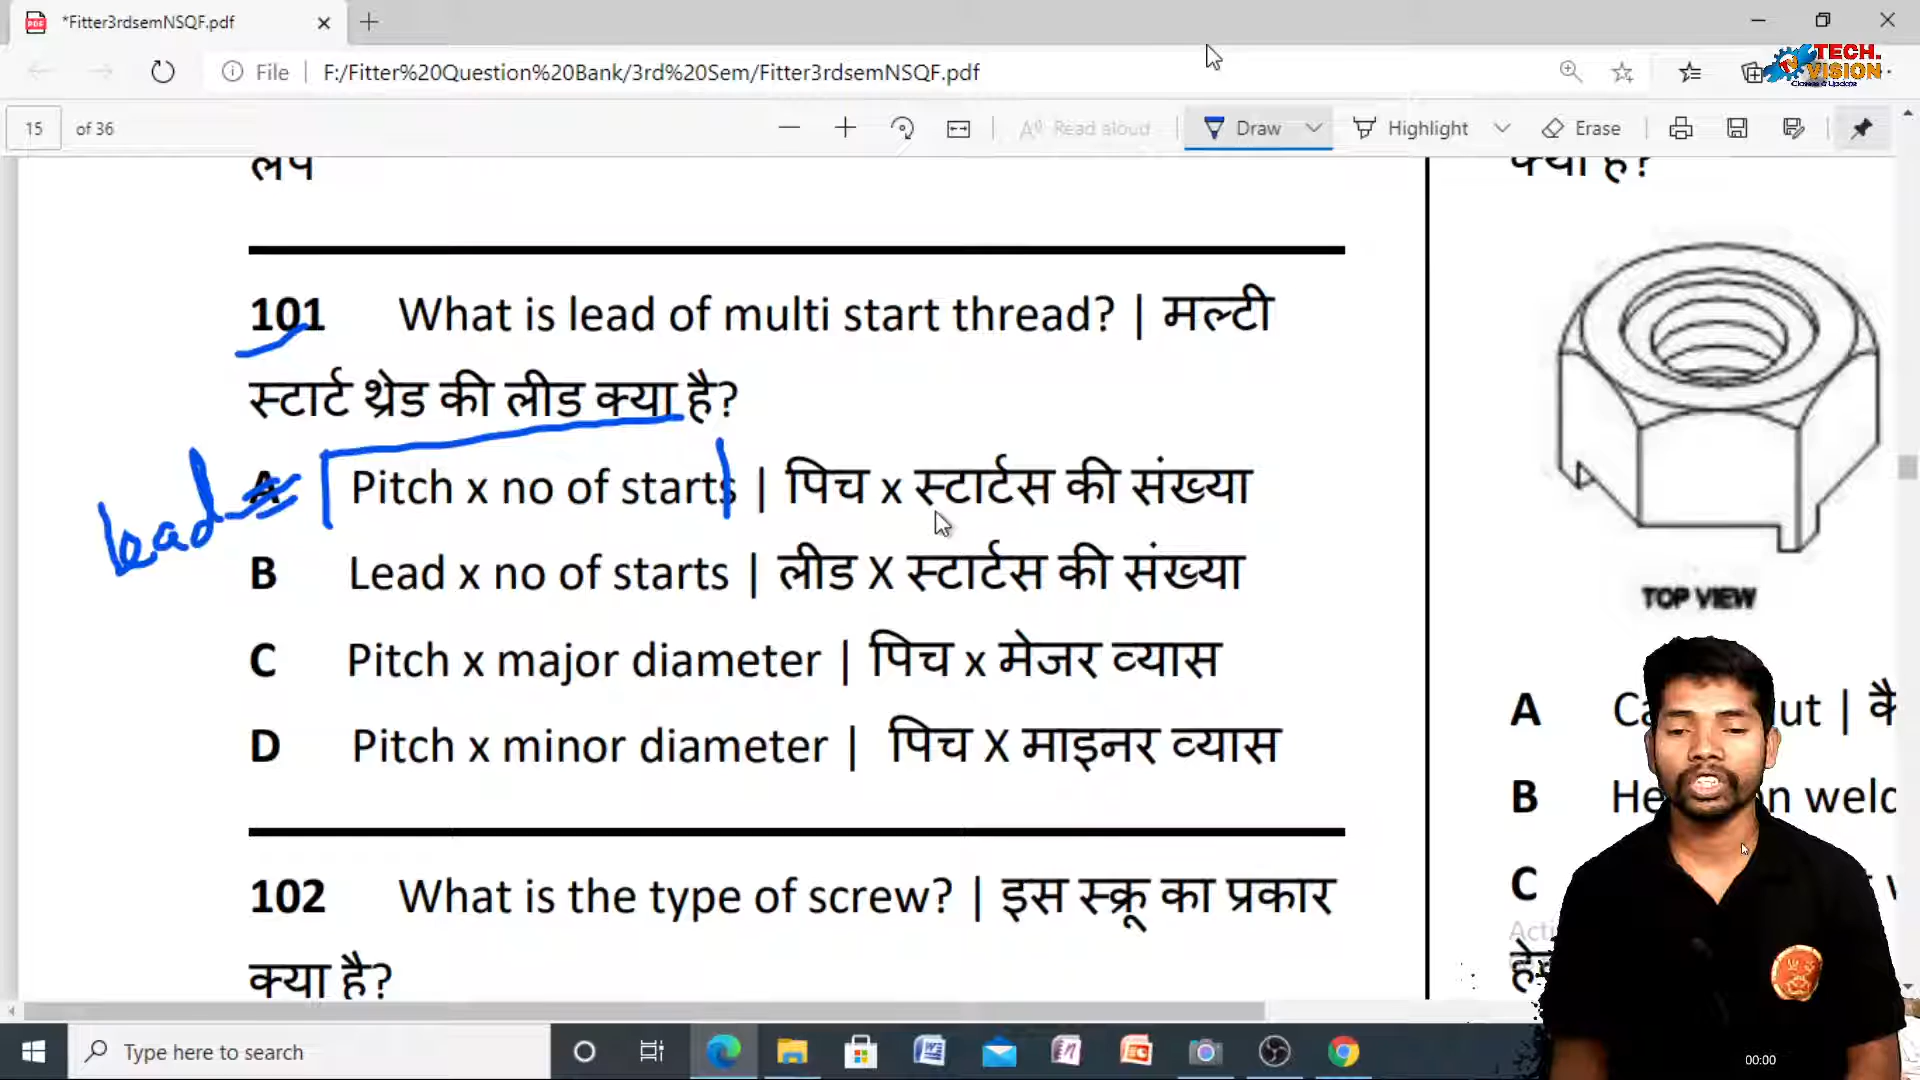 *Fitter3rdsemNSQF.pdf
File
F:/Fitter%20Question%20Bank/3rd%20Sem/Fitter3rdsemNSQF.pdf
TECH.
VISION
Classes & Update
15 of 36
Read aloud
Draw
Highlight
Erase
लेप
101 What is lead of multi start thread? | मल्टी
स्टार्ट थ्रेड की लीड क्या है?
lead =
A Pitch x no of starts | पिच x स्टार्टस की संख्या
B Lead x no of starts | लीड X स्टार्टस की संख्या
C Pitch x major diameter | पिच x मेजर व्यास
D Pitch x minor diameter | पिच X माइनर व्यास
102 What is the type of screw? | इस स्क्रू का प्रकार
क्या है?
क्या है?
TOP VIEW
A
B
C
Type here to search
00:00